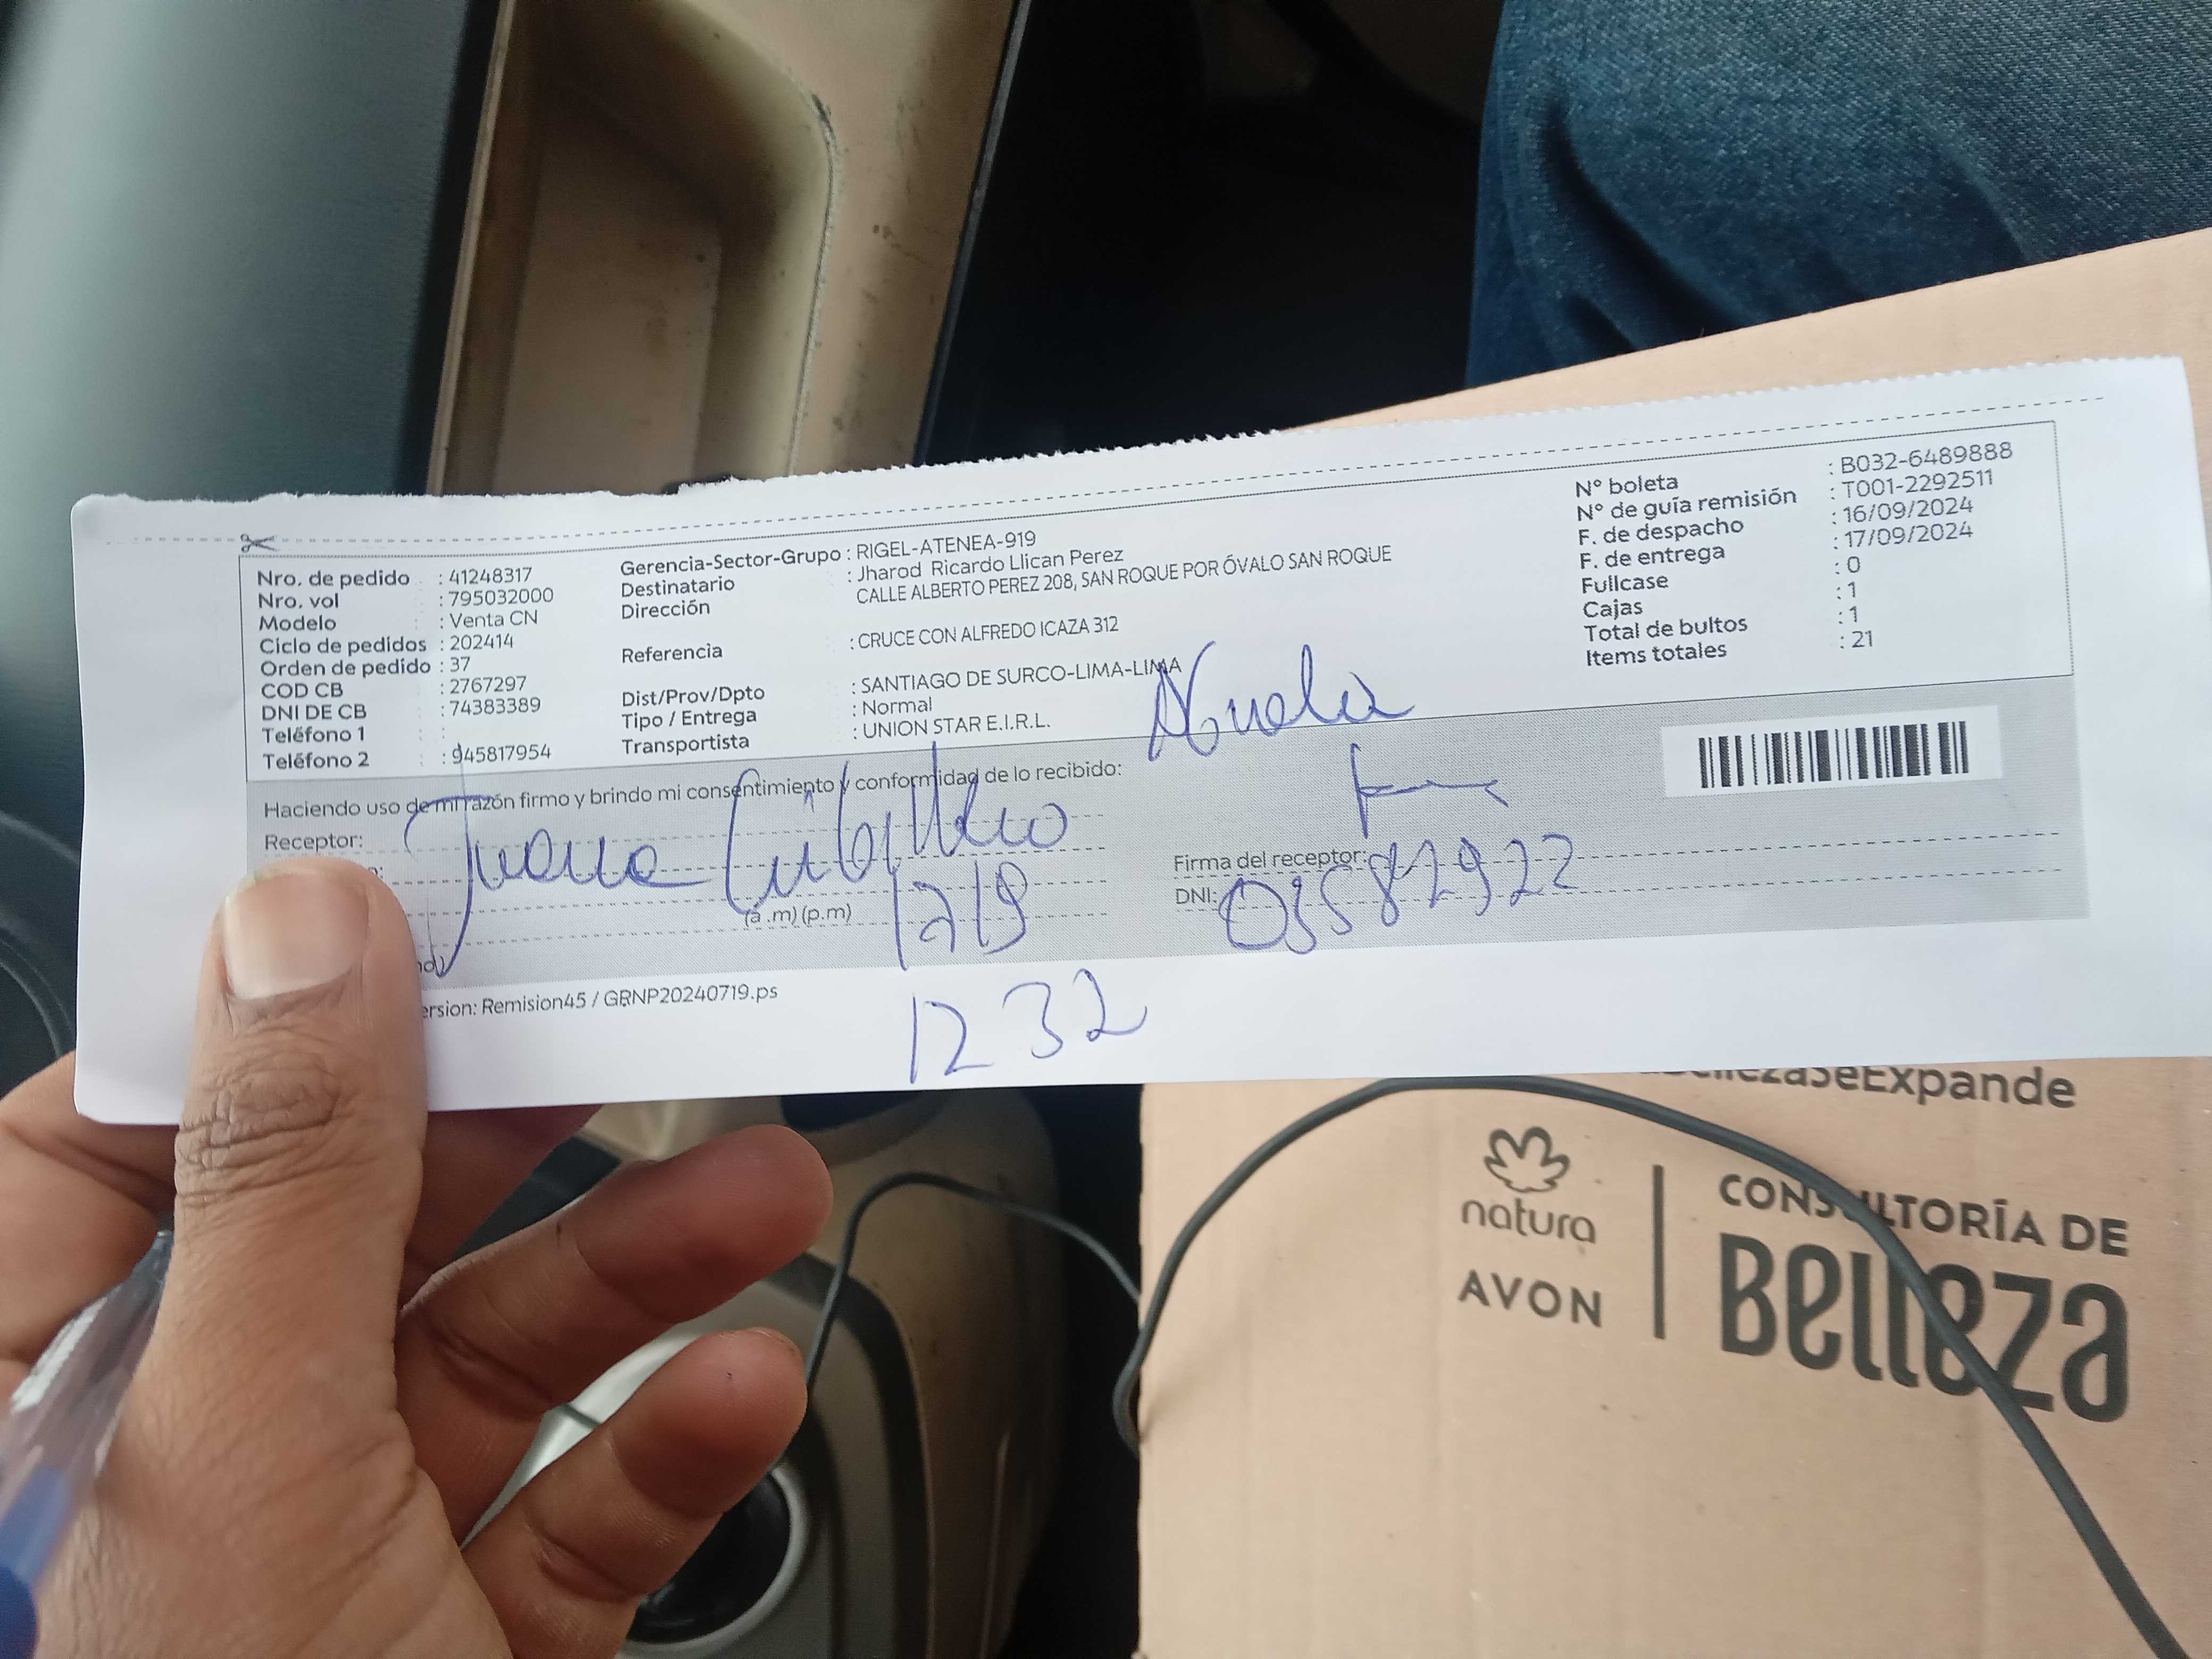 Nro. de pedido : 41248317
Nro. vol : 795032000
Modelo : Venta CN
Ciclo de pedidos : 202414
Orden de pedido : 37
COD CB : 2767297
DNI DE CB : 74383389
Teléfono 1 :
Teléfono 2 : 945817954
Gerencia-Sector-Grupo : RIGEL-ATENEA-919
Destinatario : Jharod Ricardo Llican Perez
Dirección CALLE ALBERTO PEREZ 208, SAN ROQUE POR ÓVALO SAN ROQUE
Referencia : CRUCE CON ALFREDO ICAZA 312
Dist/Prov/Dpto : SANTIAGO DE SURCO-LIMA-LIMA
Tipo / Entrega : Normal
Transportista : UNION STAR E.I.R.L.
N° boleta : B032-6489888
N° de guía remisión : T001-2292511
F. de despacho : 16/09/2024
F. de entrega : 17/09/2024
Fullcase : 0
Cajas : 1
Total de bultos : 1
Items totales : 21
Abuela
Haciendo uso de mi razón firmo y brindo mi consentimiento y conformidad de lo recibido:
Receptor: Juana
Firma del receptor:
(a.m) (p.m) 17/9
DNI: 03582922
ersion: Remision45 / GRNP20240719.ps
12 32
ellezaSeExpande
natura
AVON
CONSULTORÍA DE
Belleza